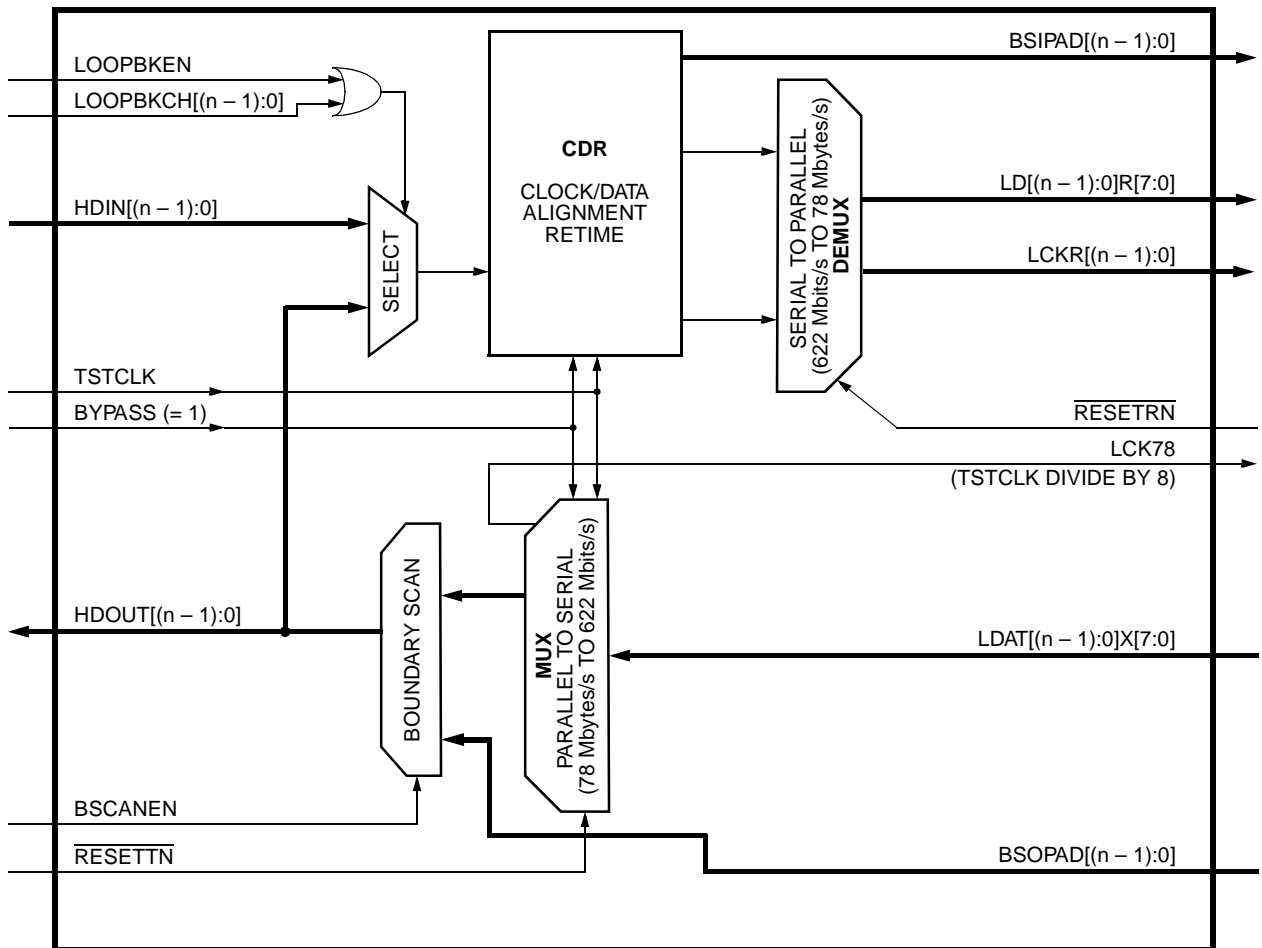 BSIPAD[(n – 1):0]
LOOPBKEN
LOOPBKCH[(n – 1):0]
CDR
CLOCK/DATA
ALIGNMENT
RETIME
HDIN[(n – 1):0]
SELECT
SERIAL TO PARALLEL
(622 Mbits/s TO 78 Mbytes/s)
DEMUX
LD[(n – 1):0]R[7:0]
LCKR[(n – 1):0]
TSTCLK
BYPASS (= 1)
RESETRN
LCK78
(TSTCLK DIVIDE BY 8)
BOUNDARY SCAN
MUX
PARALLEL TO SERIAL
(78 Mbytes/s TO 622 Mbits/s)
HDOUT[(n – 1):0]
LDAT[(n – 1):0]X[7:0]
BSCANEN
RESETTN
BSOPAD[(n – 1):0]